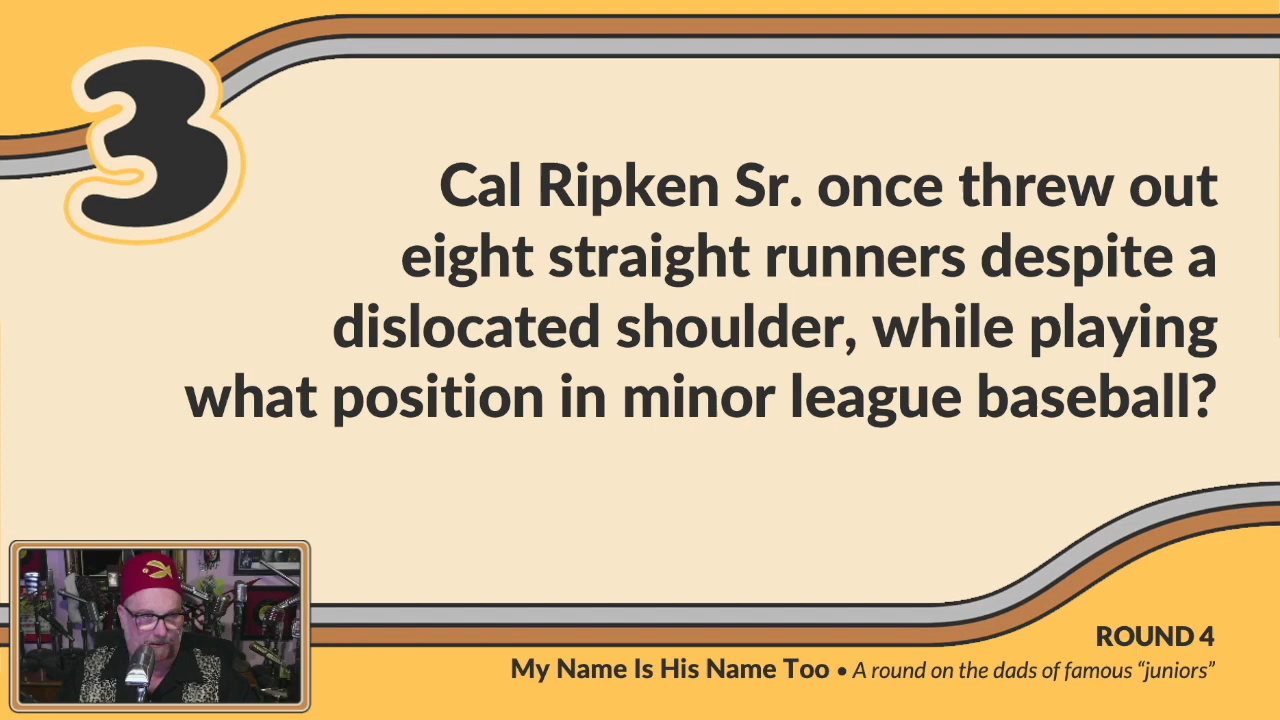 3
Cal Ripken Sr. once threw out
eight straight runners despite a
dislocated shoulder, while playing
what position in minor league baseball?
ROUND 4
My Name Is His Name Too • A round on the dads of famous “juniors”